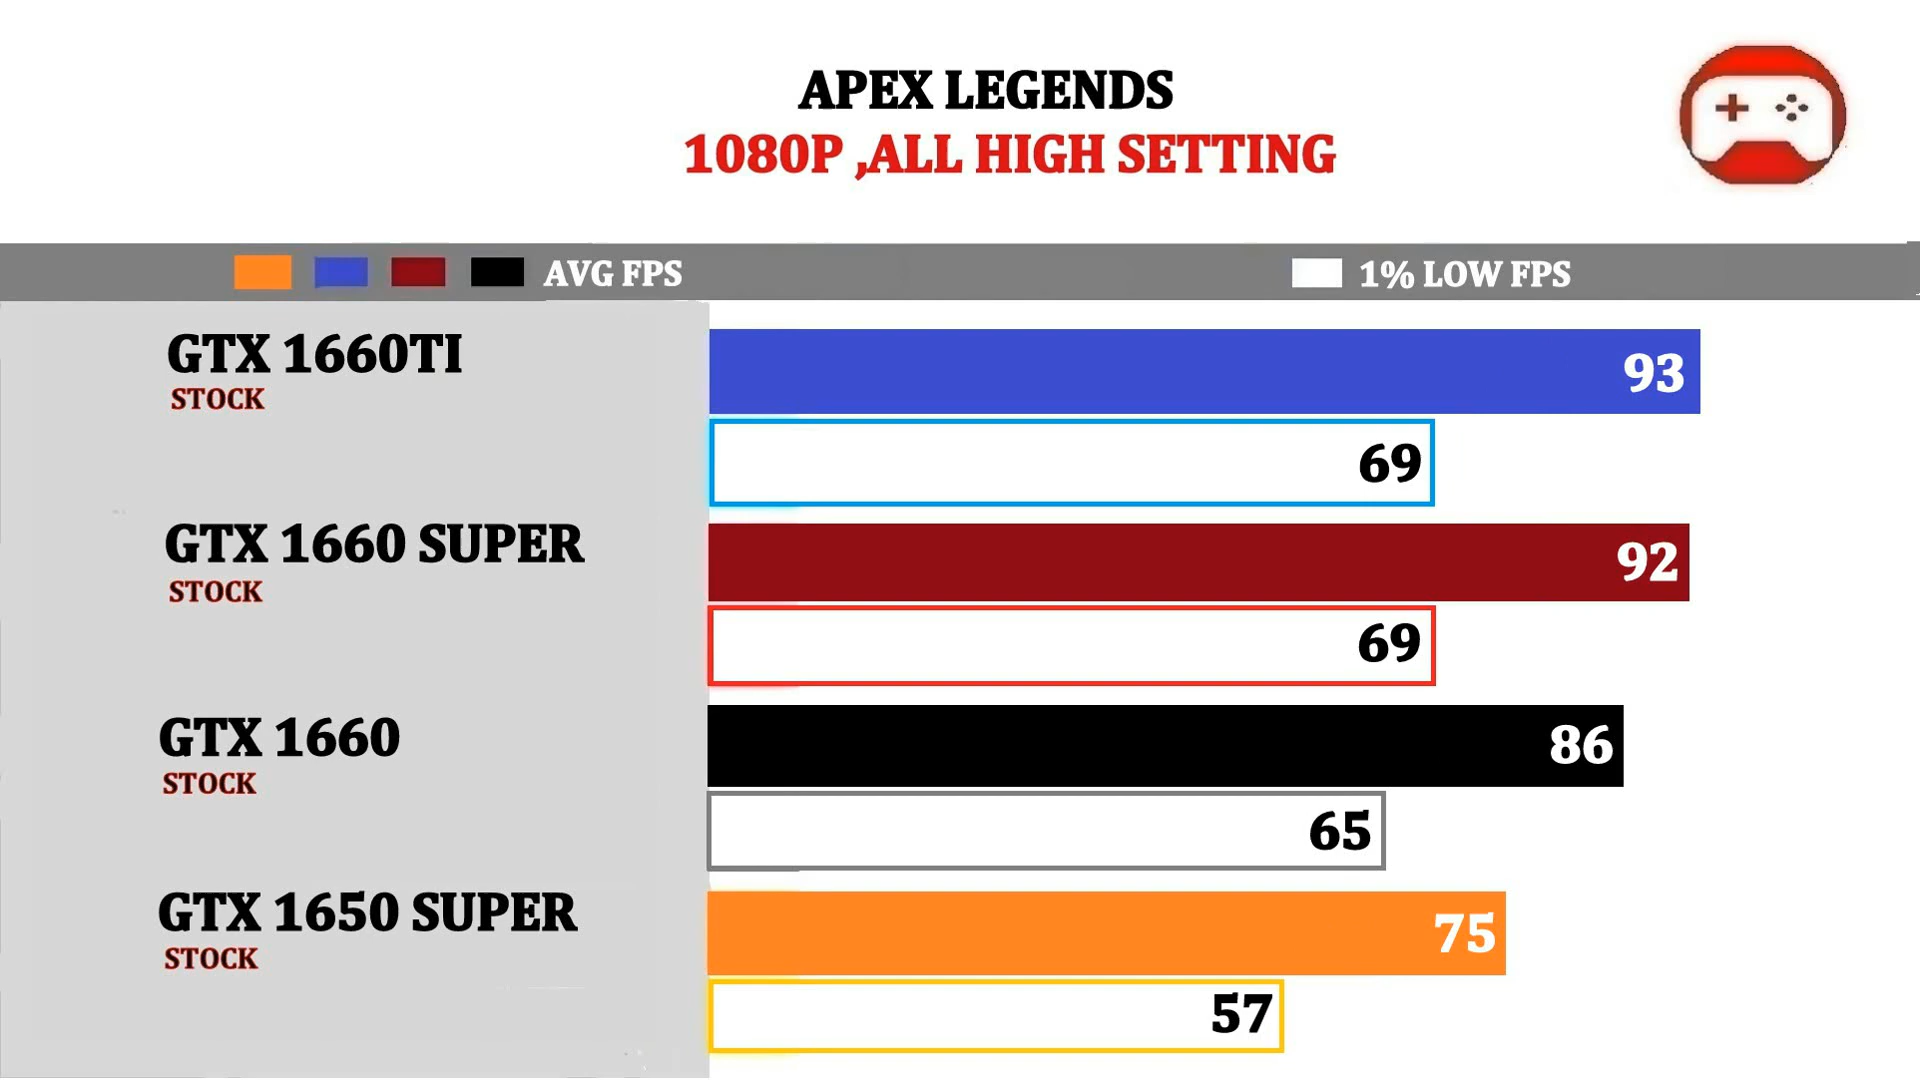 APEX LEGENDS
1080P ,ALL HIGH SETTING
AVG FPS
1% LOW FPS
GTX 1660TI
STOCK
93
69
GTX 1660 SUPER
STOCK
92
69
GTX 1660
STOCK
86
65
GTX 1650 SUPER
STOCK
75
57